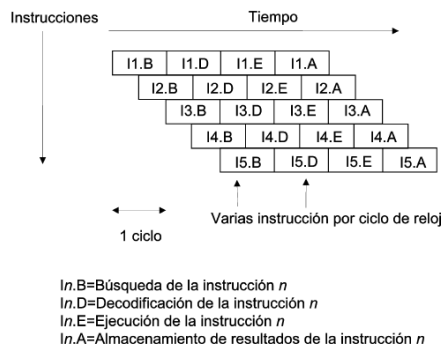 Instrucciones
Tiempo
I1.B I1.D I1.E I1.A
I2.B I2.D I2.E I2.A
I3.B I3.D I3.E I3.A
I4.B I4.D I4.E I4.A
I5.B I5.D I5.E I5.A
1 ciclo
Varias instrucción por ciclo de reloj
In.B=Búsqueda de la instrucción n
In.D=Decodificación de la instrucción n
In.E=Ejecución de la instrucción n
In.A=Almacenamiento de resultados de la instrucción n